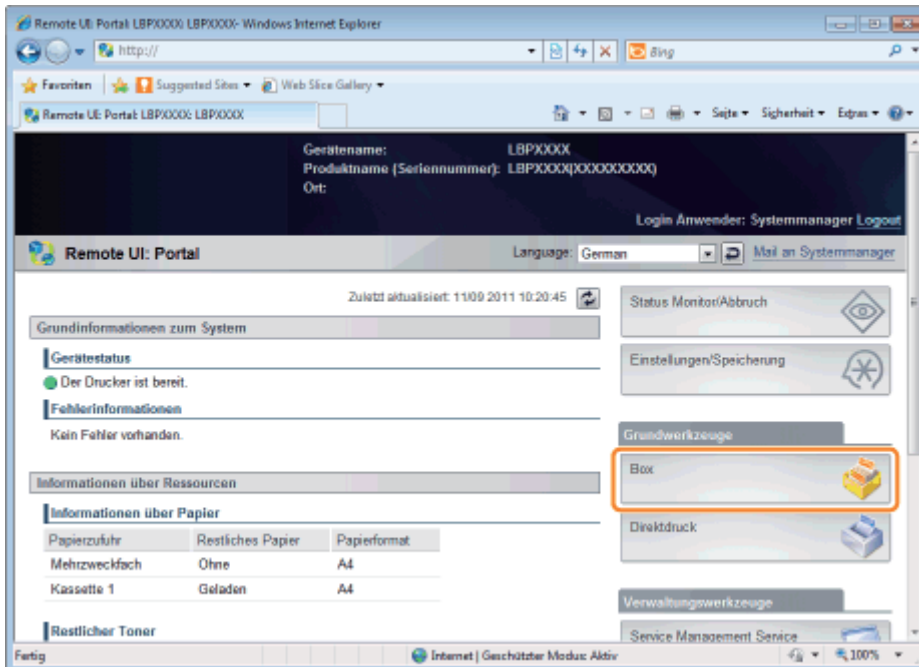 Remote UI: Portal: LBPXXXX: LBPXXXX- Windows Internet Explorer
http://
Bing
Favoriten Suggested Sites Web Slice Gallery
Remote UI: Portal: LBPXXXX: LBPXXXX
Seite Sicherheit Extras
Gerätename: LBPXXXX
Produktname (Seriennummer): LBPXXXX(XXXXXXXXX)
Ort:
Login Anwender: Systemmanager Logout
Remote UI: Portal
Language: German
Mail an Systemmanager
Zuletzt aktualisiert: 11/09 2011 10:20:45
Grundinformationen zum System
Gerätestatus
Der Drucker ist bereit.
Fehlerinformationen
Kein Fehler vorhanden.
Informationen über Ressourcen
Informationen über Papier
Papierzufuhr Restliches Papier Papierformat
Mehrzweckfach Ohne A4
Kassette 1 Geladen A4
Restlicher Toner
Status Monitor/Abbruch
Einstellungen/Speicherung
Grundwerkzeuge
Box
Direktdruck
Verwaltungswerkzeuge
Service Management Service
Fertig
Internet | Geschützter Modus: Aktiv
100%